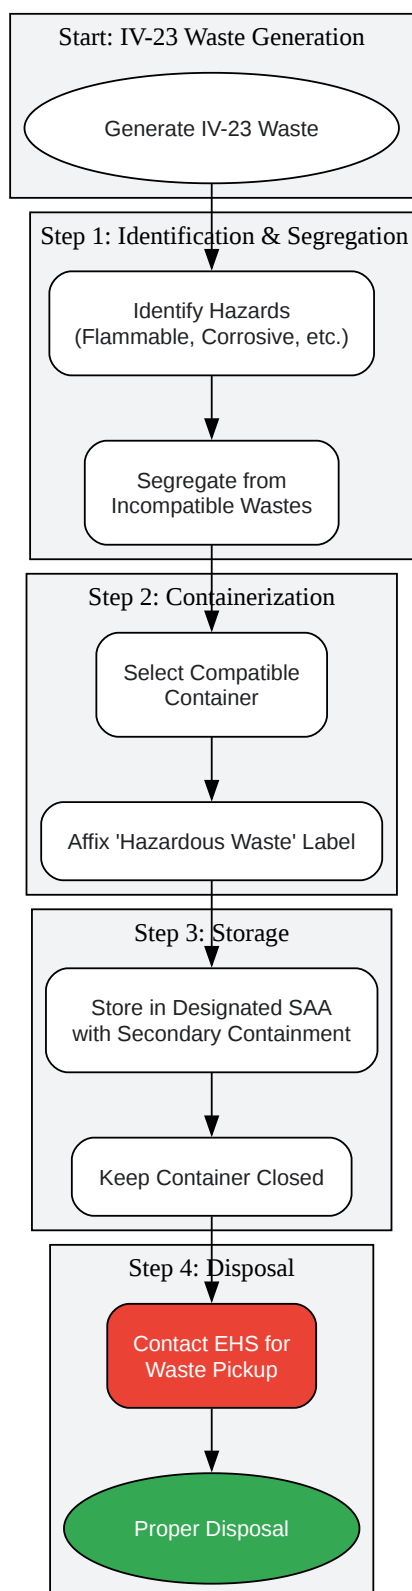 Start: IV-23 Waste Generation
Generate IV-23 Waste
Step 1: Identification & Segregation
Identify Hazards
(Flammable, Corrosive, etc.)
Segregate from
Incompatible Wastes
Step 2: Containerization
Select Compatible
Container
Affix 'Hazardous Waste' Label
Step 3: Storage
Store in Designated SAA
with Secondary Containment
Keep Container Closed
Step 4: Disposal
Contact EHS for
Waste Pickup
Proper Disposal